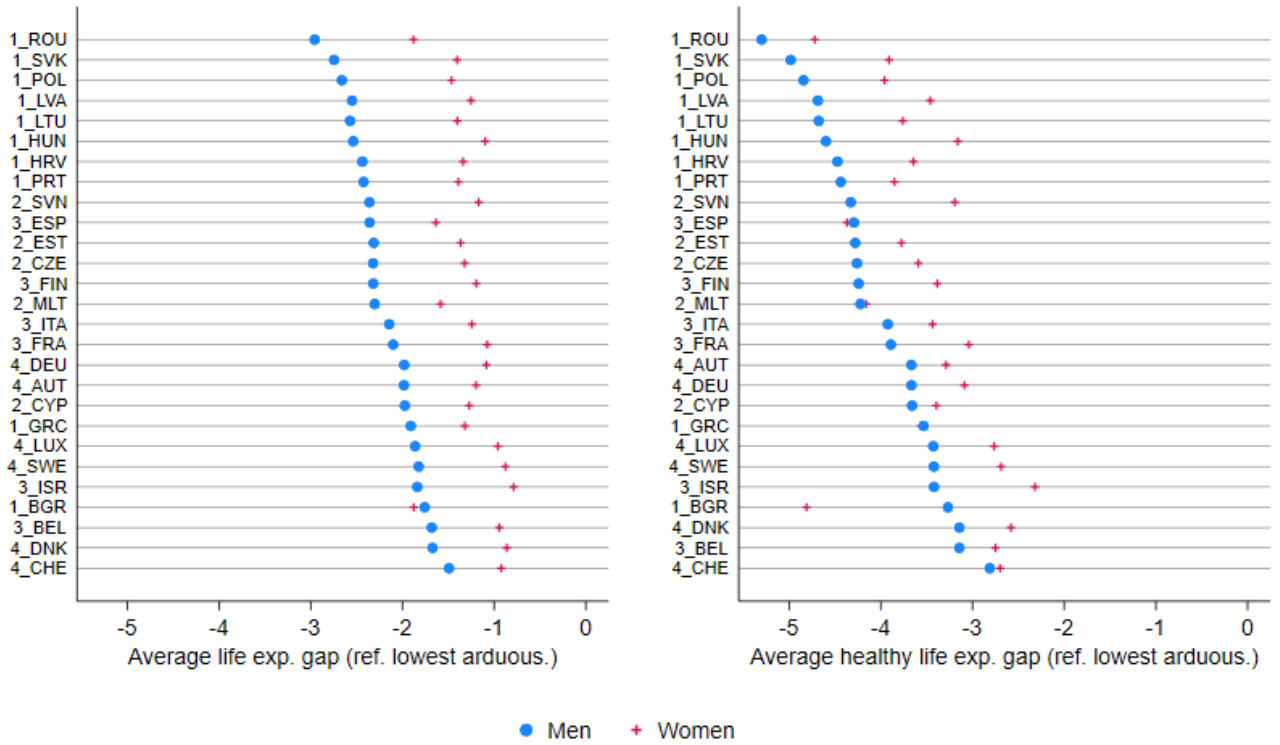 1_ROU
1_SVK
1_POL
1_LVA
1_LTU
1_HUN
1_HRV
1_PRT
2_SVN
3_ESP
2_EST
2_CZE
3_FIN
2_MLT
3_ITA
3_FRA
4_DEU
4_AUT
2_CYP
1_GRC
4_LUX
4_SWE
3_ISR
1_BGR
3_BEL
4_DNK
4_CHE
-5 -4 -3 -2 -1 0
Average life exp. gap (ref. lowest arduous.)
1_ROU
1_SVK
1_POL
1_LVA
1_LTU
1_HUN
1_HRV
1_PRT
2_SVN
3_ESP
2_EST
2_CZE
3_FIN
2_MLT
3_ITA
3_FRA
4_AUT
4_DEU
2_CYP
1_GRC
4_LUX
4_SWE
3_ISR
1_BGR
4_DNK
3_BEL
4_CHE
-5 -4 -3 -2 -1 0
Average healthy life exp. gap (ref. lowest arduous.)
Men Women